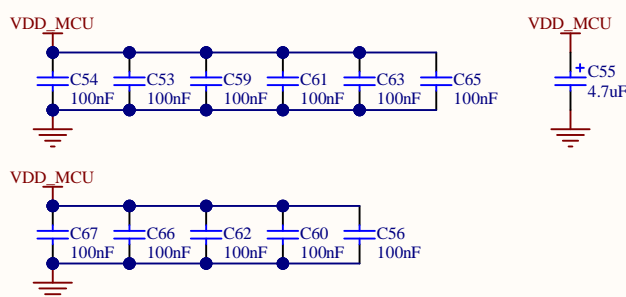 VDD_MCU VDD_MCU
C54 C53 C59 C61 C63 C65 + C55
100nF 100nF 100nF 100nF 100nF 100nF 4.7uF
VDD_MCU
C67 C66 C62 C60 C56
100nF 100nF 100nF 100nF 100nF